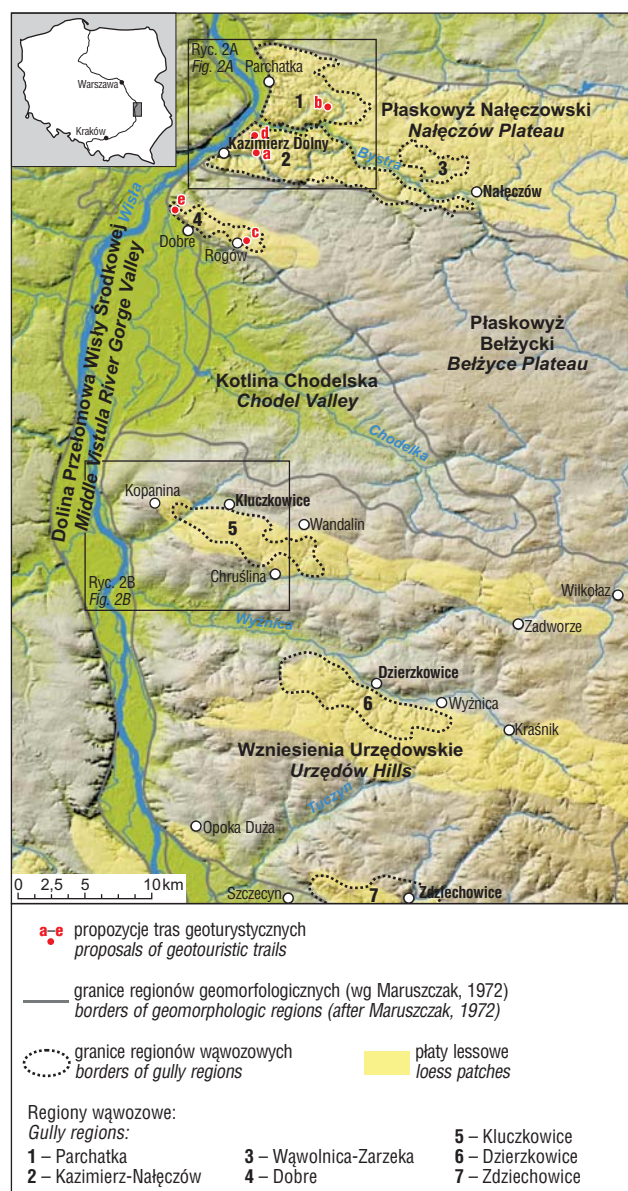 Warszawa
Kraków
Ryc. 2A
Fig. 2A
Parchatka
1
b
Płaskowyż Nałęczowski
Nałęczów Plateau
d
Kazimierz Dolny
a
2
Bystra
3
Nałęczów
Wisła
e
4
Dobre
c
Rogów
Dolina Przełomowa Wisły Środkowej
Middle Vistula River Gorge Valley
Płaskowyż
Bełżycki
Bełżyce Plateau
Kotlina Chodelska
Chodel Valley
Chodelka
Kopanina
Kluczkowice
5
Wandalin
Chruślina
Ryc. 2B
Fig. 2B
Wilkołaz
Wyżnica
Zadworze
Dzierzkowice
6
Wyżnica
Kraśnik
Wzniesienia Urzędowskie
Urzędów Hills
Tuczyn
Opoka Duża
0 2,5 5 10 km
Szczecyn
7
Zdziechowice
a–e propozycje tras geoturystycznych
proposals of geotouristic trails
granice regionów geomorfologicznych (wg Maruszczak, 1972)
borders of geomorphologic regions (after Maruszczak, 1972)
granice regionów wąwozowych
borders of gully regions
płaty lessowe
loess patches
Regiony wąwozowe:
Gully regions:
1 – Parchatka
2 – Kazimierz-Nałęczów
3 – Wąwolnica-Zarzeka
4 – Dobre
5 – Kluczkowice
6 – Dzierzkowice
7 – Zdziechowice